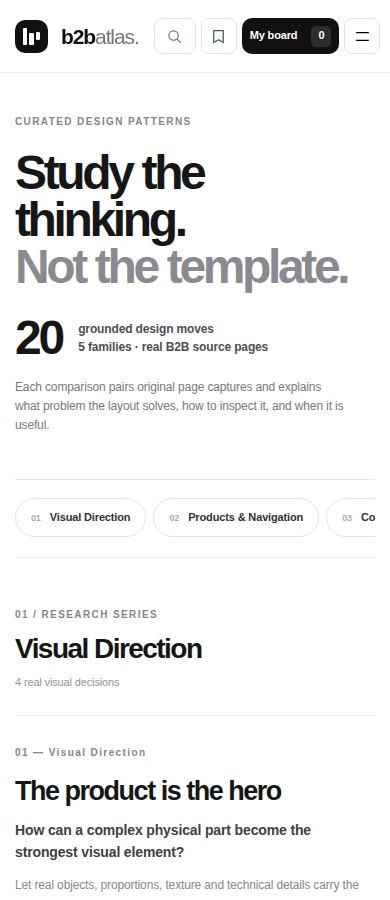 b2batlas.
My board 0
CURATED DESIGN PATTERNS
Study the
thinking.
Not the template.
20
grounded design moves
5 families · real B2B source pages
Each comparison pairs original page captures and explains
what problem the layout solves, how to inspect it, and when it is
useful.
01 Visual Direction
02 Products & Navigation
03 Co
01 / RESEARCH SERIES
Visual Direction
4 real visual decisions
01 — Visual Direction
The product is the hero
How can a complex physical part become the
strongest visual element?
Let real objects, proportions, texture and technical details carry the